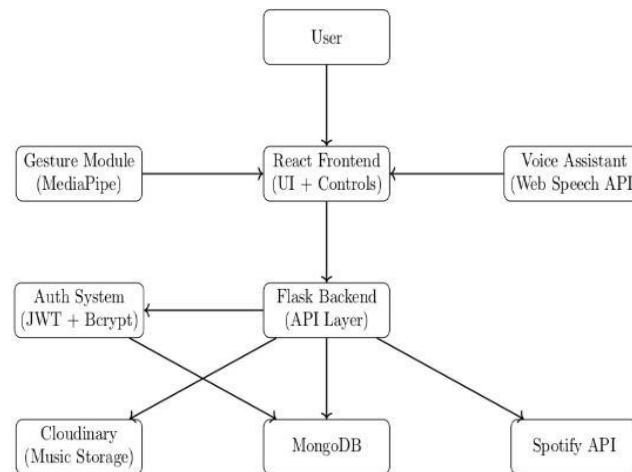 User
Gesture Module
(MediaPipe)
React Frontend
(UI + Controls)
Voice Assistant
(Web Speech API
Auth System
(JWT + Bcrypt)
Flask Backend
(API Layer)
Cloudinary
(Music Storage)
MongoDB
Spotify API